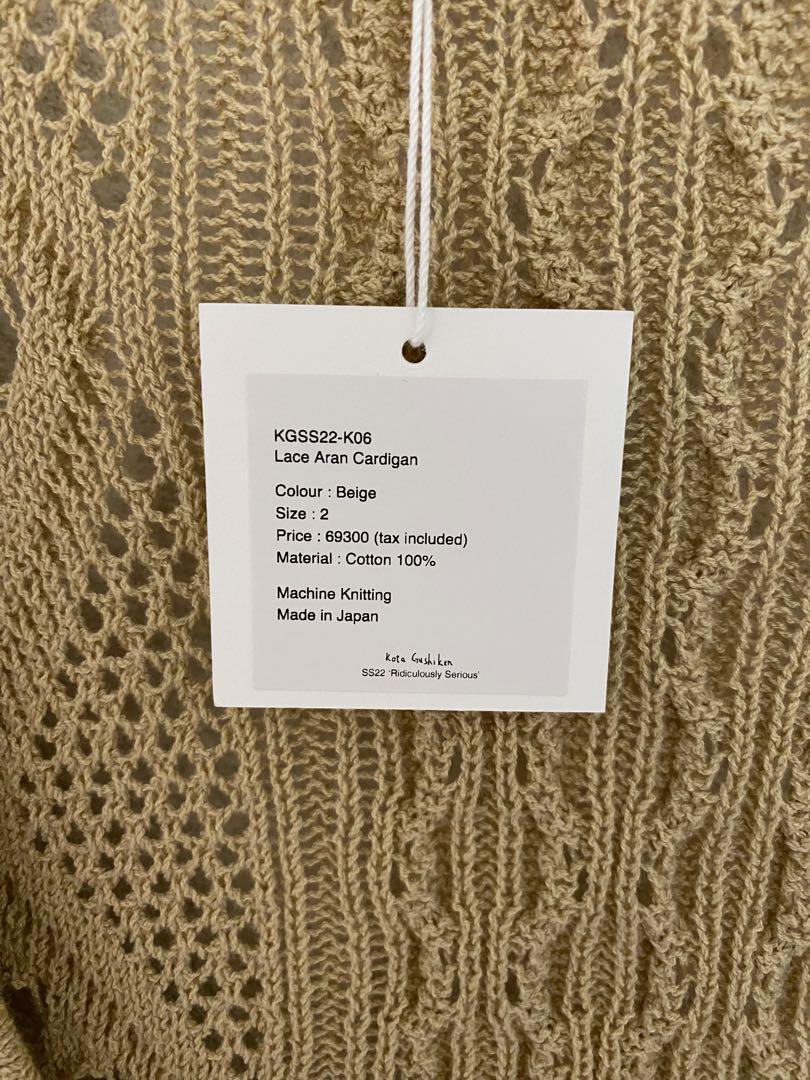 KGSS22-K06
Lace Aran Cardigan
Colour : Beige
Size : 2
Price : 69300 (tax included)
Material : Cotton 100%
Machine Knitting
Made in Japan
Kota Gushiken
SS22 'Ridiculously Serious'